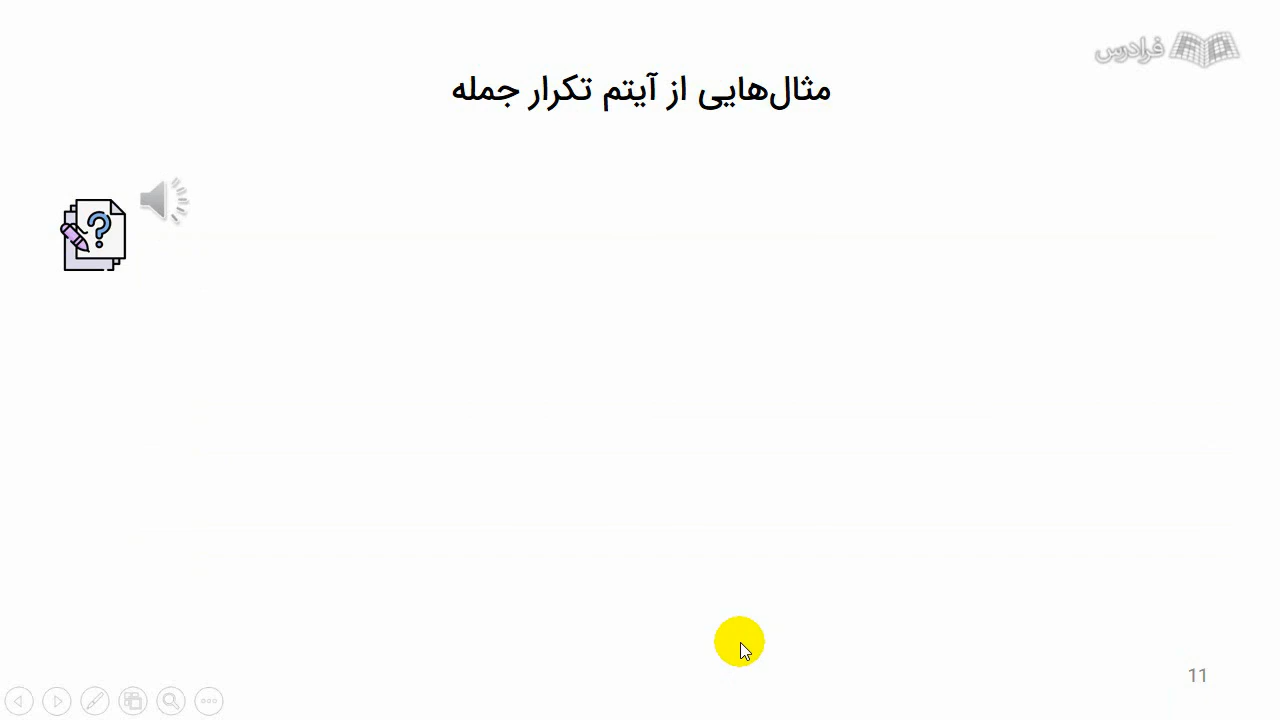 فرادرس
مثال‌هایی از آیتم تکرار جمله
?
11